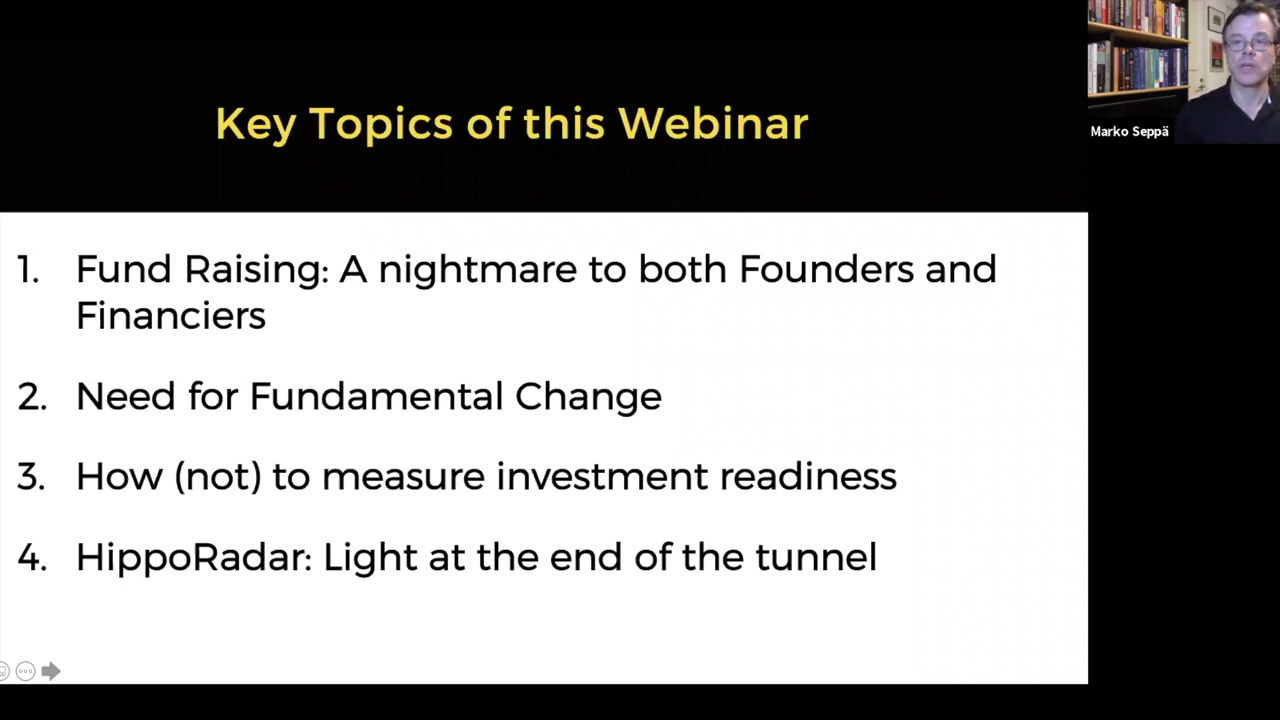 Key Topics of this Webinar
Marko Seppä
1. Fund Raising: A nightmare to both Founders and
Financiers
2. Need for Fundamental Change
3. How (not) to measure investment readiness
4. HippoRadar: Light at the end of the tunnel